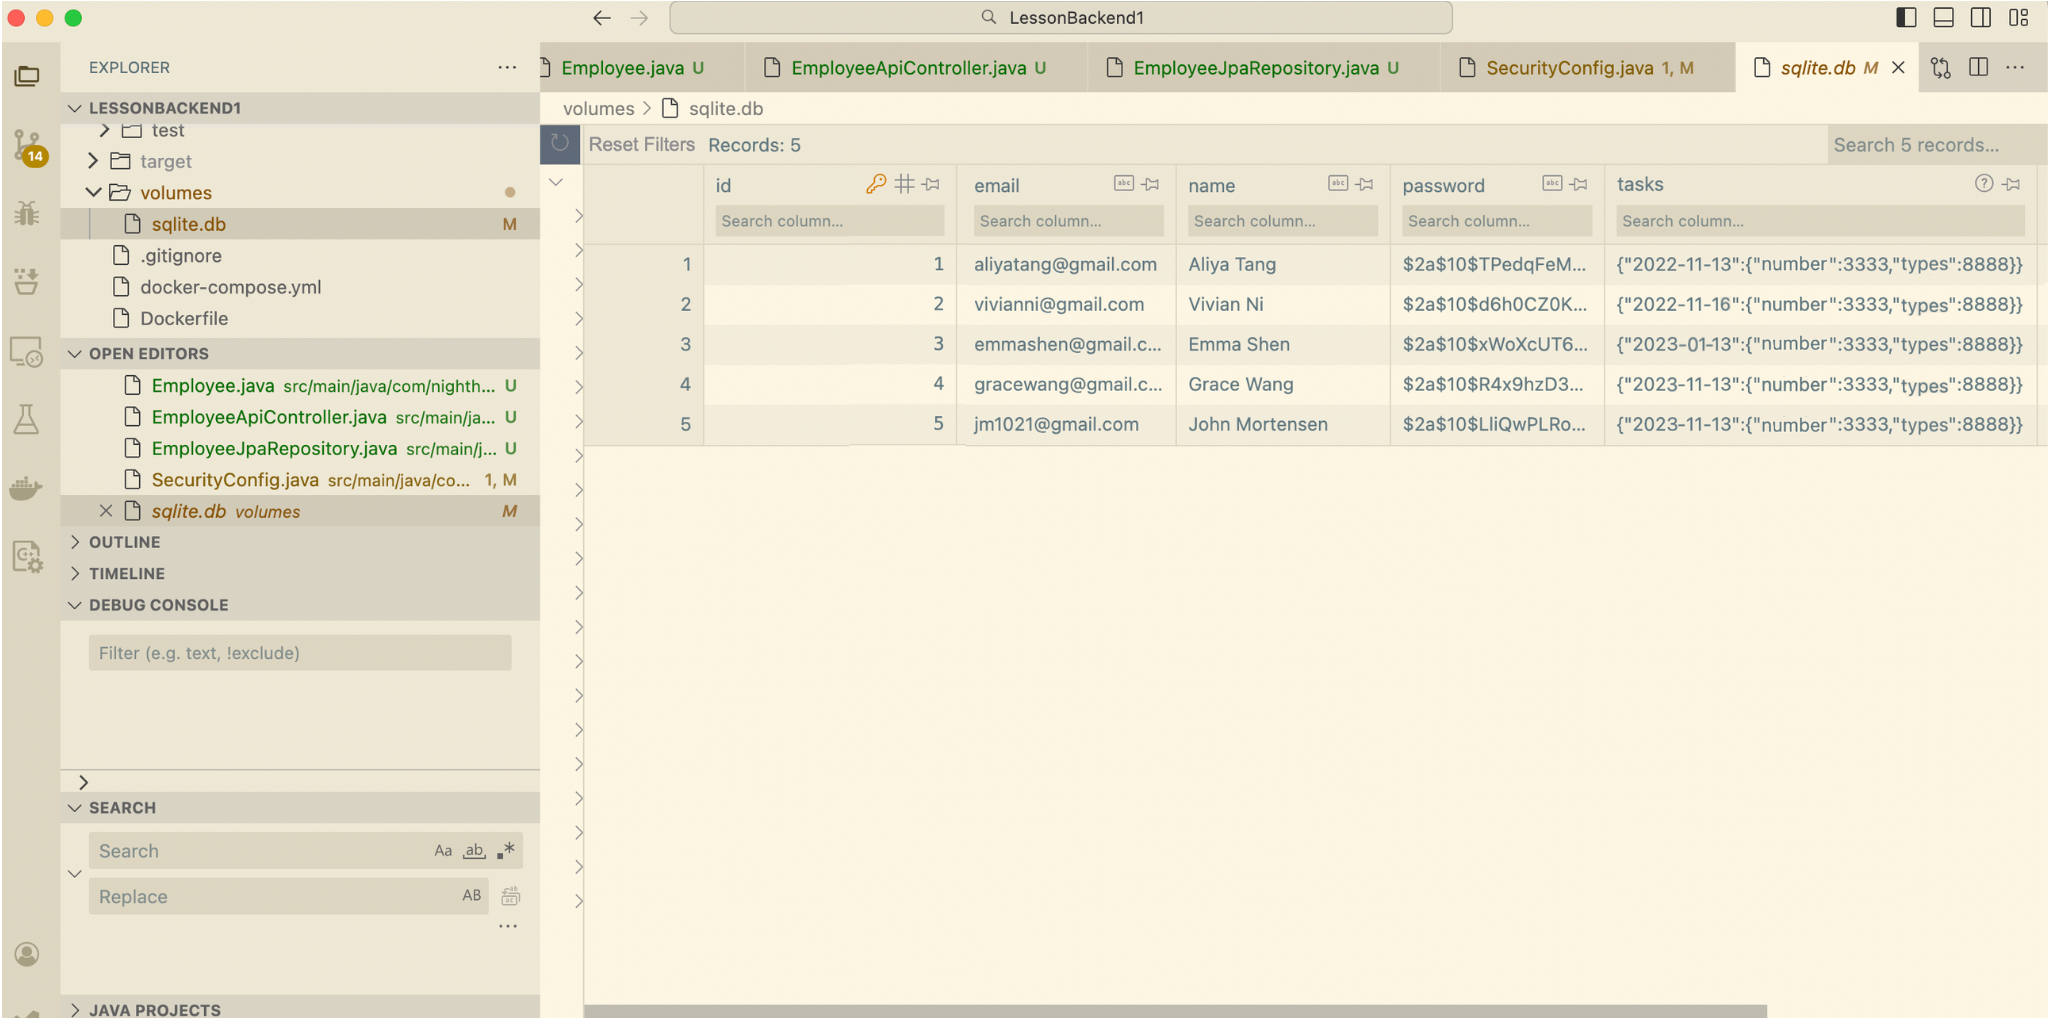 LessonBackend1
EXPLORER
LESSONBACKEND1
test
target
volumes
sqlite.db M
.gitignore
docker-compose.yml
Dockerfile
OPEN EDITORS
Employee.java src/main/java/com/nighth... U
EmployeeApiController.java src/main/ja... U
EmployeeJpaRepository.java src/main/j... U
SecurityConfig.java src/main/java/co... 1, M
sqlite.db volumes M
OUTLINE
TIMELINE
DEBUG CONSOLE
Filter (e.g. text, !exclude)
SEARCH
Search Aa ab
Replace AB
JAVA PROJECTS
14
Employee.java U EmployeeApiController.java U EmployeeJpaRepository.java U SecurityConfig.java 1, M sqlite.db M
volumes > sqlite.db
Reset Filters Records: 5 Search 5 records...
id email name password tasks
Search column... Search column... Search column... Search column... Search column...
1 1 aliyatang@gmail.com Aliya Tang $2a$10$TPedqFeM... {"2022-11-13":{"number":3333,"types":8888}}
2 2 vivianni@gmail.com Vivian Ni $2a$10$d6h0CZ0K... {"2022-11-16":{"number":3333,"types":8888}}
3 3 emmashen@gmail.c... Emma Shen $2a$10$xWoXcUT6... {"2023-01-13":{"number":3333,"types":8888}}
4 4 gracewang@gmail.c... Grace Wang $2a$10$R4x9hzD3... {"2023-11-13":{"number":3333,"types":8888}}
5 5 jm1021@gmail.com John Mortensen $2a$10$LliQwPLRo... {"2023-11-13":{"number":3333,"types":8888}}